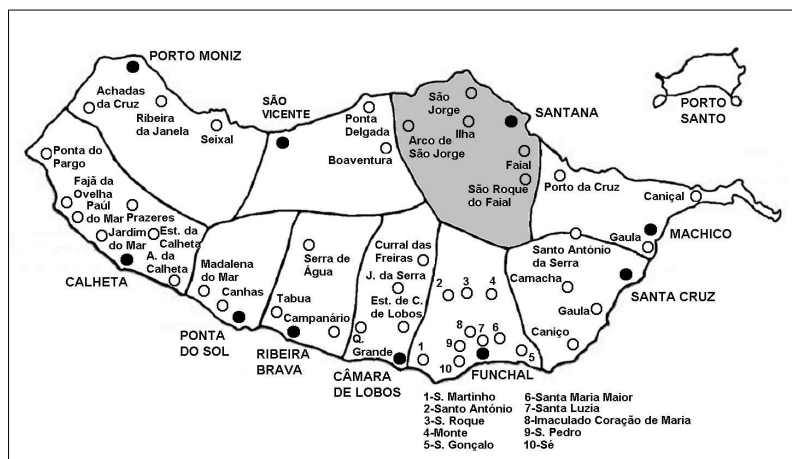 PORTO MONIZ
Achadas
da Cruz
Ribeira
da Janela
Seixal
SÃO
VICENTE
Ponta
Delgada
Boaventura
São
Jorge
Ilha
Arco de
São Jorge
SANTANA
Faial
São Roque
do Faial
PORTO
SANTO
Ponta do
Pargo
Fajã da
Ovelha
Paúl
do Mar
Prazeres
Jardim
do Mar
Est. da
Calheta
A. da
Calheta
CALHETA
Madalena
do Mar
Canhas
PONTA
DO SOL
Serra de
Água
Tabua
Campanário
RIBEIRA
BRAVA
Curral das
Freiras
J. da Serra
Est. de C.
de Lobos
Q.
Grande
CÂMARA
DE LOBOS
Porto da Cruz
Caniçal
Gaula
MACHICO
Santo António
da Serra
Camacha
SANTA CRUZ
Gaula
Caniço
2 3 4
8 7 6
9
1 10 5
FUNCHAL
1-S. Martinho
2-Santo António
3-S. Roque
4-Monte
5-S. Gonçalo
6-Santa Maria Maior
7-Santa Luzia
8-Imaculado Coração de Maria
9-S. Pedro
10-Sé